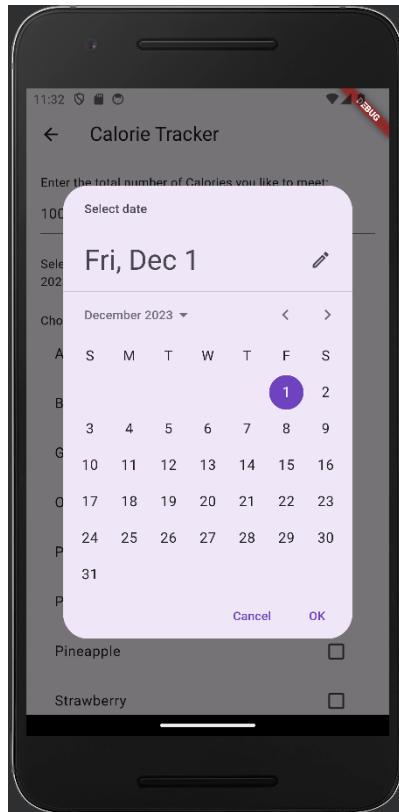 11:32
DEBUG
Calorie Tracker
Enter the total number of Calories you like to meet:
100
Select date
Fri, Dec 1
Sele
202
December 2023
Cho
S M T W T F S
A
1 2
B
3 4 5 6 7 8 9
G
10 11 12 13 14 15 16
O
17 18 19 20 21 22 23
P
24 25 26 27 28 29 30
31
P
Cancel OK
Pineapple
Strawberry